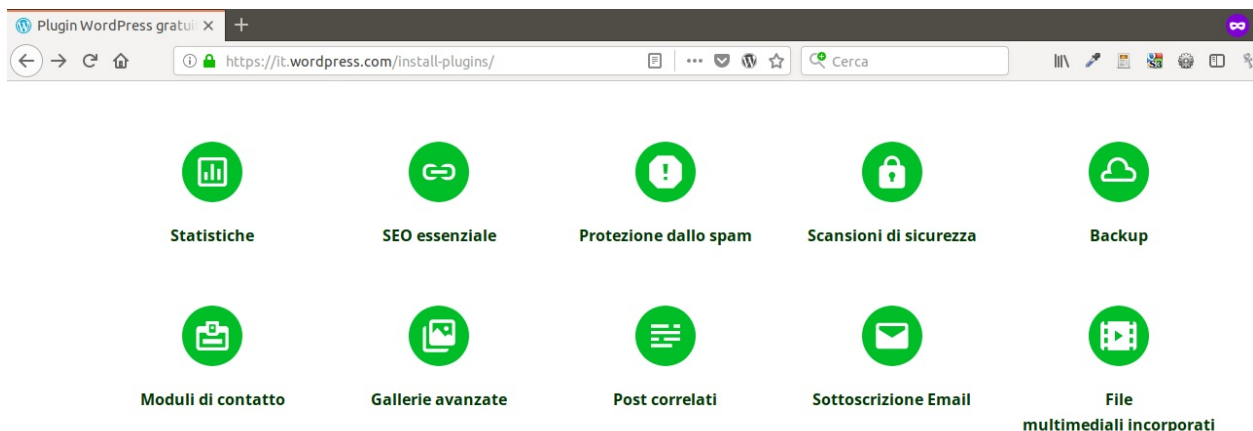 Plugin WordPress gratui
https://it.wordpress.com/install-plugins/
Cerca
S3
Statistiche
SEO essenziale
Protezione dallo spam
Scansioni di sicurezza
Backup
Moduli di contatto
Gallerie avanzate
Post correlati
Sottoscrizione Email
File
multimediali incorporati